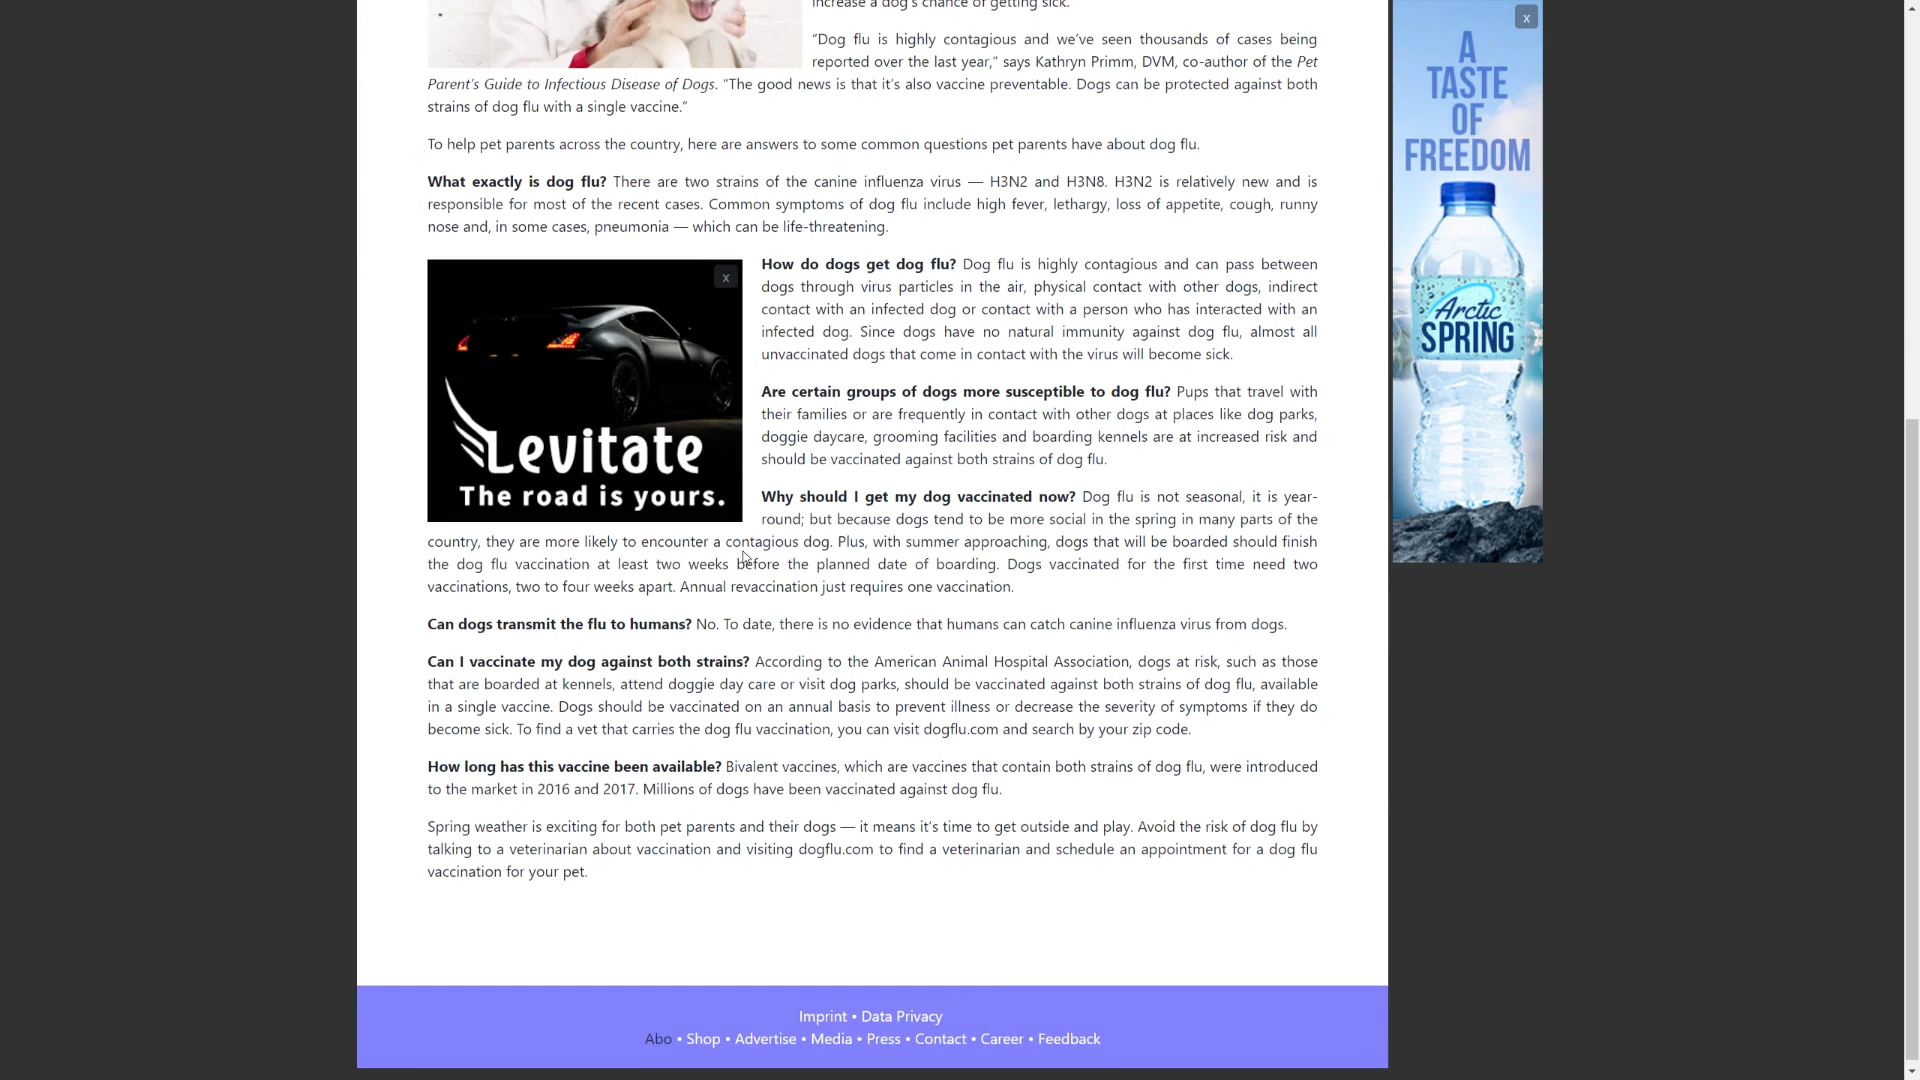 increase a dog's chance of getting sick.
“Dog flu is highly contagious and we’ve seen thousands of cases being
reported over the last year,” says Kathryn Primm, DVM, co-author of the Pet
Parent’s Guide to Infectious Disease of Dogs. “The good news is that it’s also vaccine preventable. Dogs can be protected against both
strains of dog flu with a single vaccine.”
To help pet parents across the country, here are answers to some common questions pet parents have about dog flu.
What exactly is dog flu? There are two strains of the canine influenza virus — H3N2 and H3N8. H3N2 is relatively new and is
responsible for most of the recent cases. Common symptoms of dog flu include high fever, lethargy, loss of appetite, cough, runny
nose and, in some cases, pneumonia — which can be life-threatening.
x
Levitate
The road is yours.
How do dogs get dog flu? Dog flu is highly contagious and can pass between
dogs through virus particles in the air, physical contact with other dogs, indirect
contact with an infected dog or contact with a person who has interacted with an
infected dog. Since dogs have no natural immunity against dog flu, almost all
unvaccinated dogs that come in contact with the virus will become sick.
Are certain groups of dogs more susceptible to dog flu? Pups that travel with
their families or are frequently in contact with other dogs at places like dog parks,
doggie daycare, grooming facilities and boarding kennels are at increased risk and
should be vaccinated against both strains of dog flu.
Why should I get my dog vaccinated now? Dog flu is not seasonal, it is year-
round; but because dogs tend to be more social in the spring in many parts of the
country, they are more likely to encounter a contagious dog. Plus, with summer approaching, dogs that will be boarded should finish
the dog flu vaccination at least two weeks before the planned date of boarding. Dogs vaccinated for the first time need two
vaccinations, two to four weeks apart. Annual revaccination just requires one vaccination.
Can dogs transmit the flu to humans? No. To date, there is no evidence that humans can catch canine influenza virus from dogs.
Can I vaccinate my dog against both strains? According to the American Animal Hospital Association, dogs at risk, such as those
that are boarded at kennels, attend doggie day care or visit dog parks, should be vaccinated against both strains of dog flu, available
in a single vaccine. Dogs should be vaccinated on an annual basis to prevent illness or decrease the severity of symptoms if they do
become sick. To find a vet that carries the dog flu vaccination, you can visit dogflu.com and search by your zip code.
How long has this vaccine been available? Bivalent vaccines, which are vaccines that contain both strains of dog flu, were introduced
to the market in 2016 and 2017. Millions of dogs have been vaccinated against dog flu.
Spring weather is exciting for both pet parents and their dogs — it means it’s time to get outside and play. Avoid the risk of dog flu by
talking to a veterinarian about vaccination and visiting dogflu.com to find a veterinarian and schedule an appointment for a dog flu
vaccination for your pet.
Imprint • Data Privacy
Abo • Shop • Advertise • Media • Press • Contact • Career • Feedback
x
A
TASTE
OF
FREEDOM
Arctic
SPRING